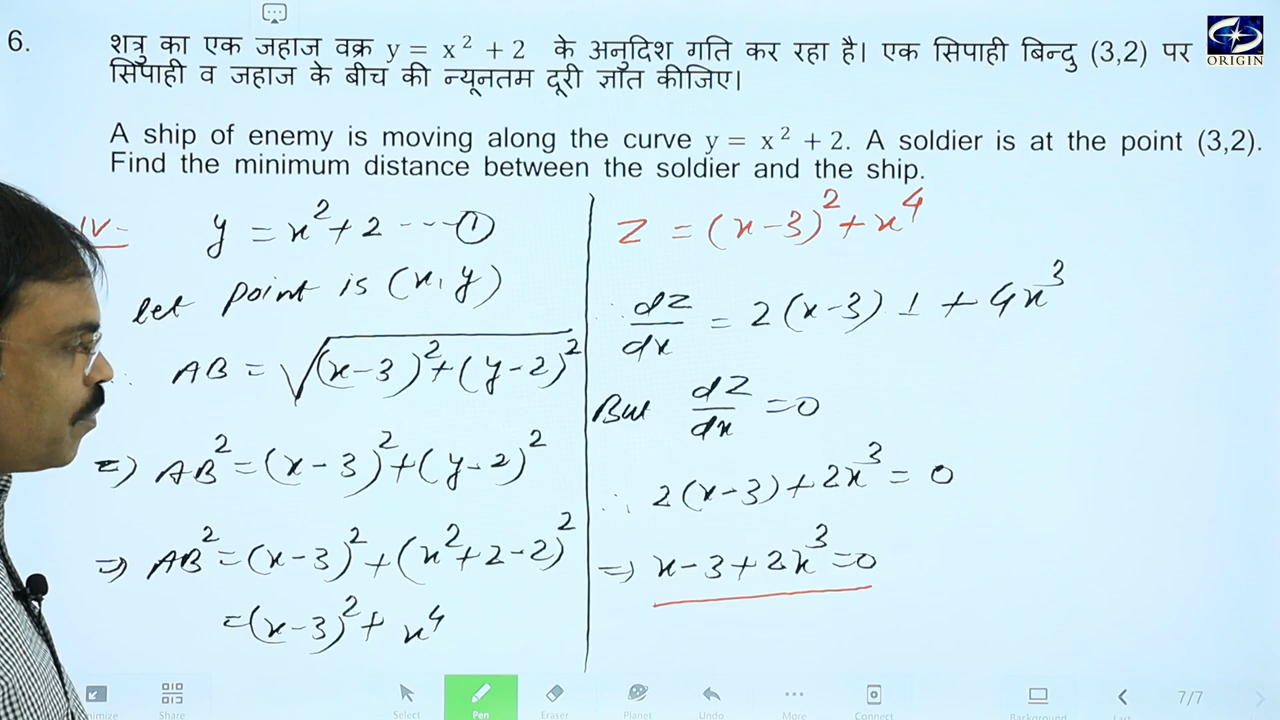 6.
शत्रु का एक जहाज वक्र y = x² + 2 के अनुदिश गति कर रहा है। एक सिपाही बिन्दु (3,2) पर
सिपाही व जहाज के बीच की न्यूनतम दूरी ज्ञात कीजिए।
ORIGIN
A ship of enemy is moving along the curve y = x² + 2. A soldier is at the point (3,2).
Find the minimum distance between the soldier and the ship.
y = x² + 2 --- ①
let point is (x, y)
∴ AB = √(x-3)² + (y-2)²
=) AB² = (x-3)² + (y-2)²
=) AB² = (x-3)² + (x²+2-2)²
= (x-3)² + x⁴
Z = (x-3)² + x⁴
∴ dz/dx = 2(x-3) 1 + 4x³
But dz/dx = 0
∴ 2(x-3) + 2x³ = 0
=) x-3+2x³=0
Share
Select
Pen
Eraser
Planet
Undo
More
Connect
Background
7/7